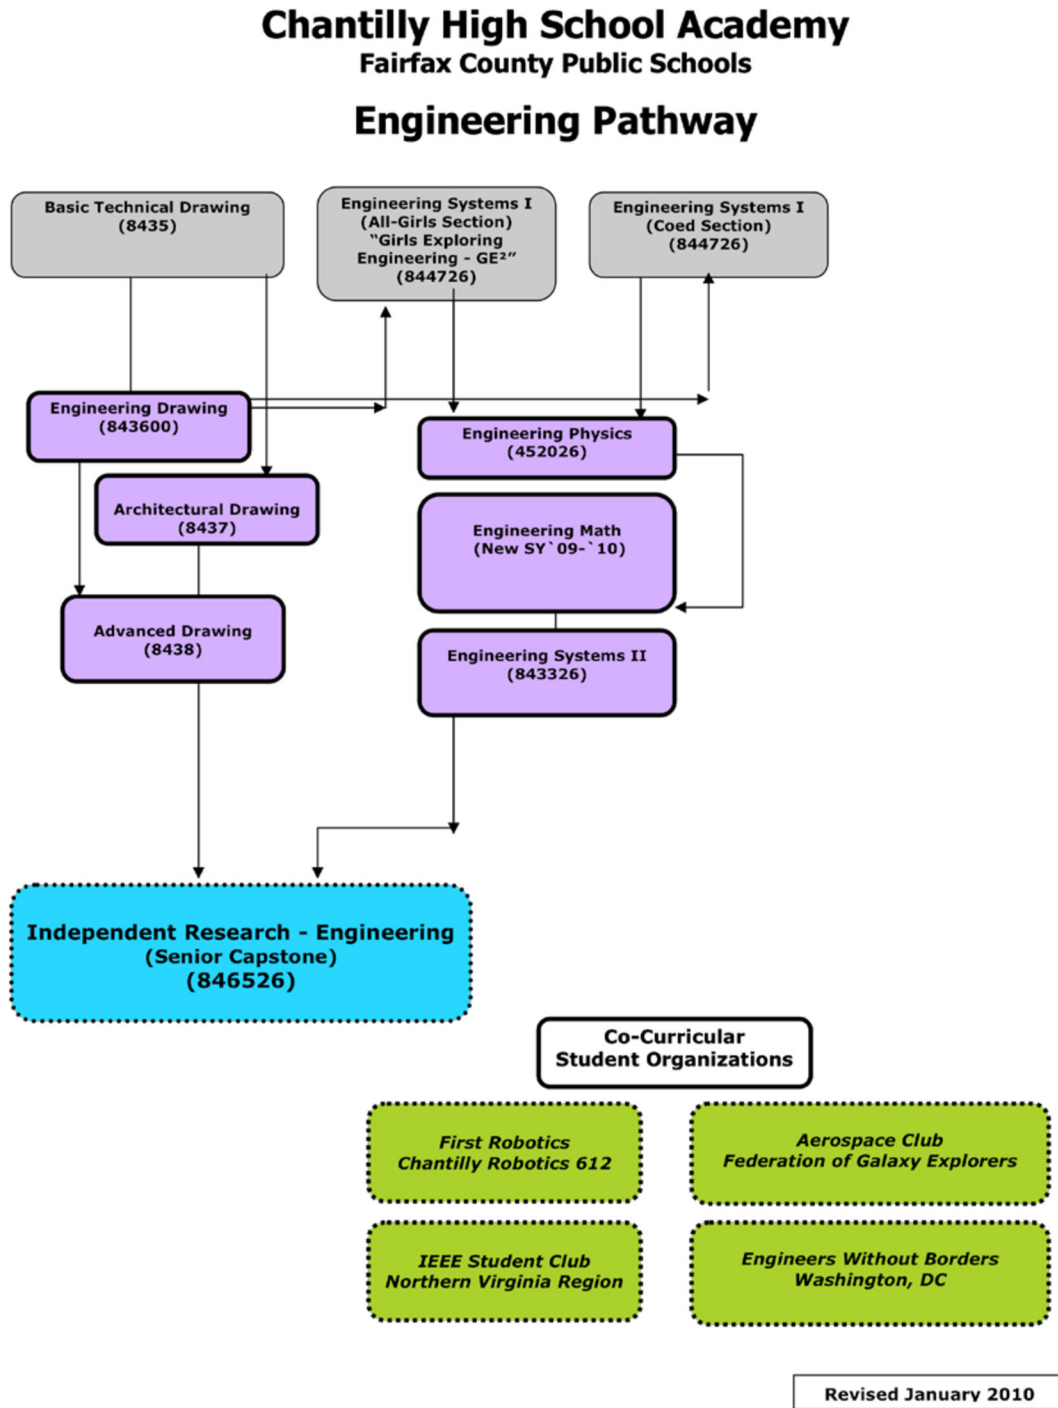 Chantilly High School Academy
Fairfax County Public Schools
Engineering Pathway
Basic Technical Drawing
(8435)
Engineering Systems I
(All-Girls Section)
“Girls Exploring
Engineering - GE²”
(844726)
Engineering Systems I
(Coed Section)
(844726)
Engineering Drawing
(843600)
Engineering Physics
(452026)
Architectural Drawing
(8437)
Engineering Math
(New SY`09-`10)
Advanced Drawing
(8438)
Engineering Systems II
(843326)
Independent Research - Engineering
(Senior Capstone)
(846526)
Co-Curricular
Student Organizations
First Robotics
Chantilly Robotics 612
Aerospace Club
Federation of Galaxy Explorers
IEEE Student Club
Northern Virginia Region
Engineers Without Borders
Washington, DC
Revised January 2010